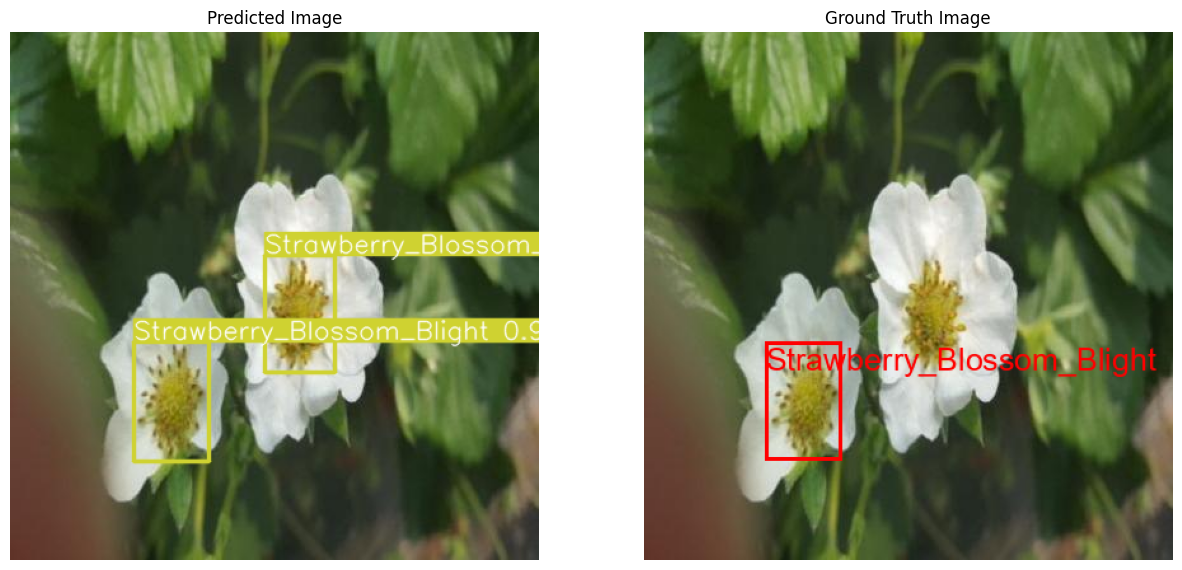 Predicted Image
Ground Truth Image
Strawberry_Blossom_
Strawberry_Blossom_Blight 0.9
Strawberry_Blossom_Blight